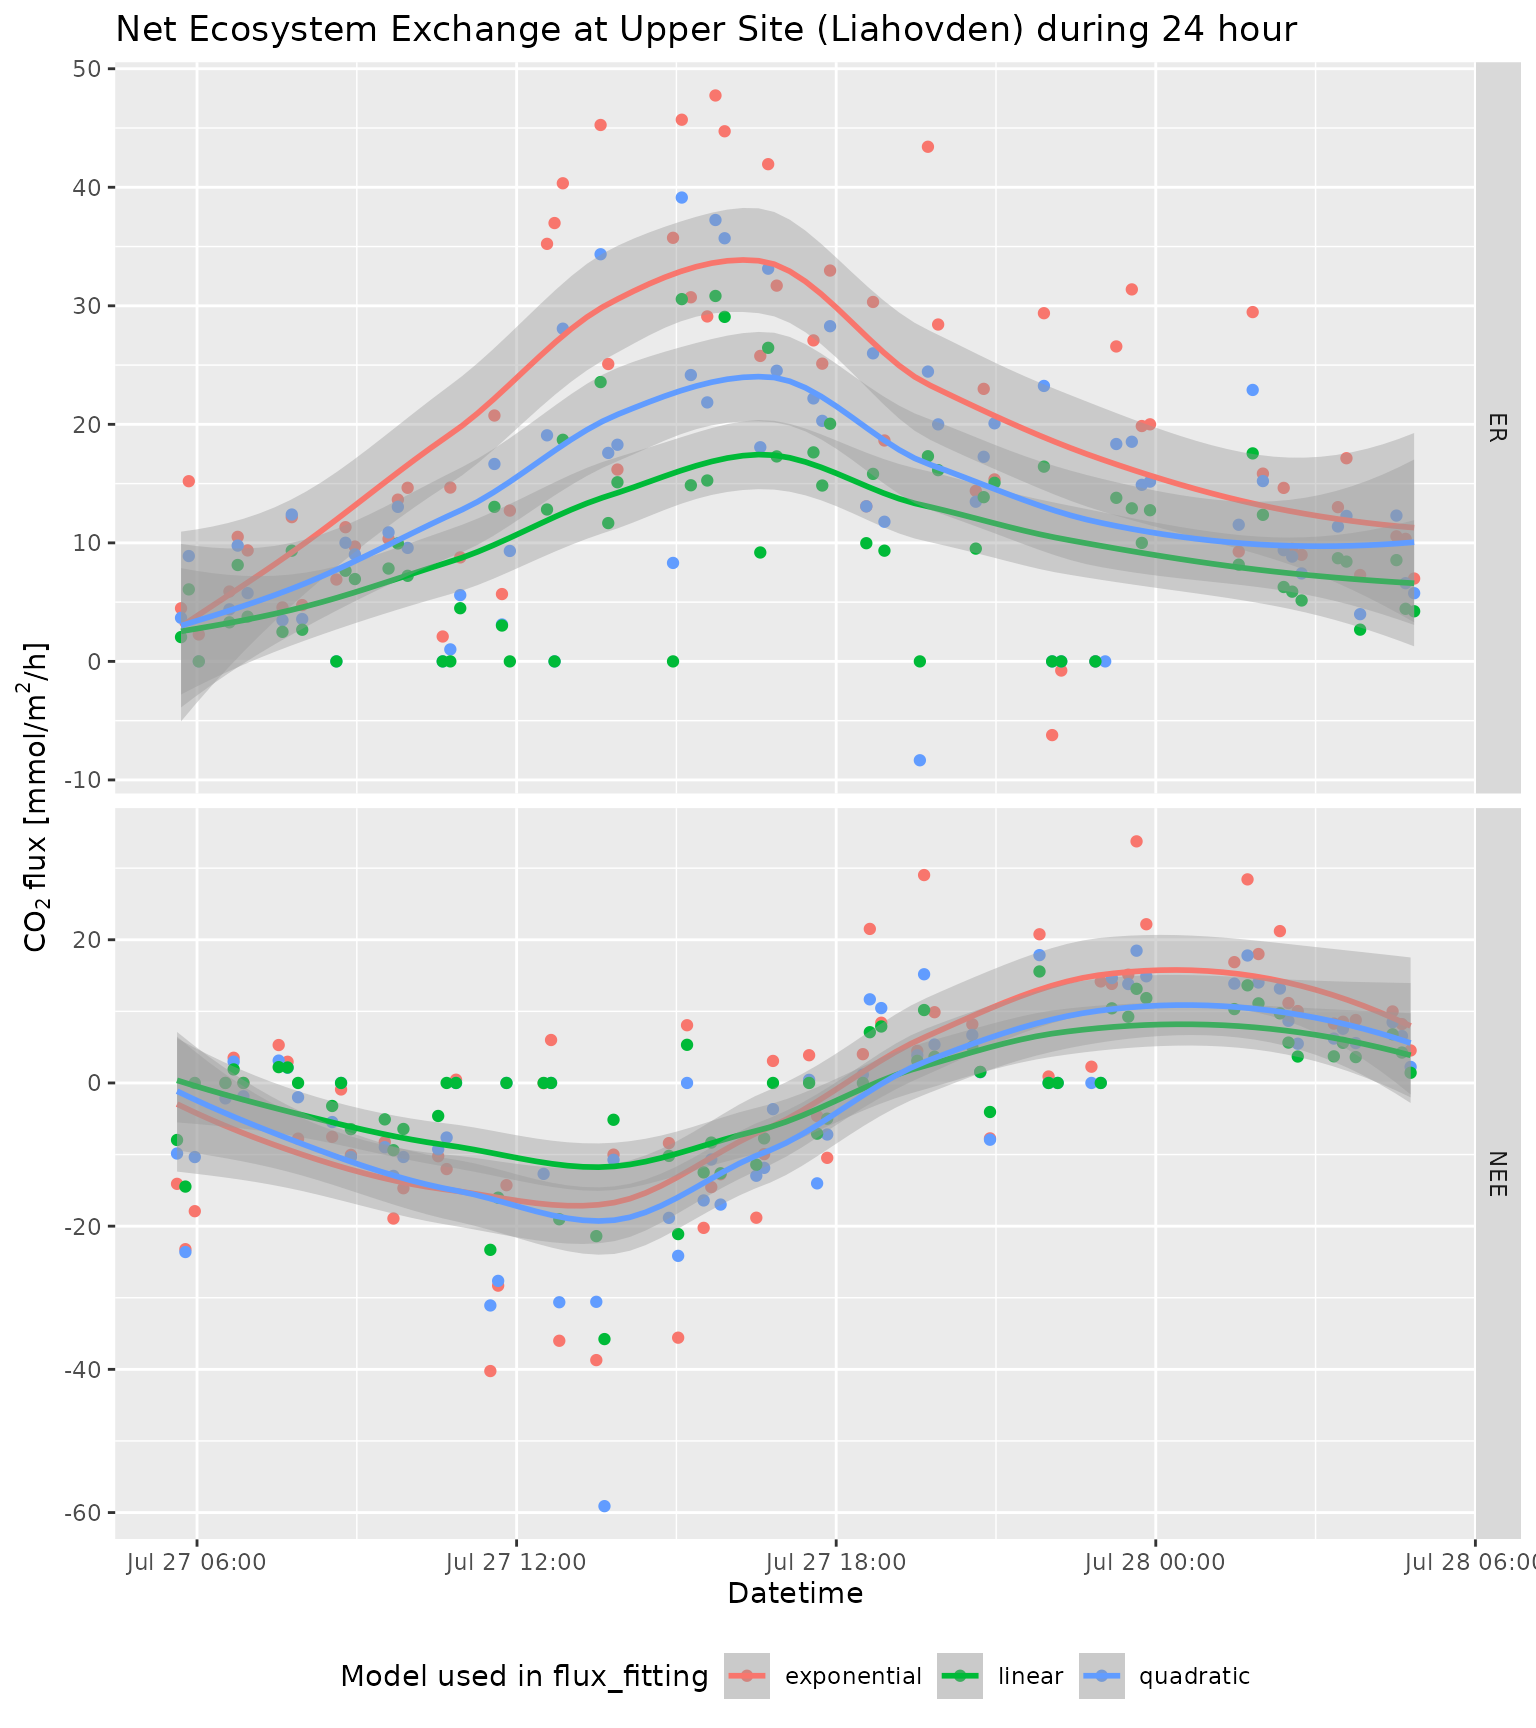 Net Ecosystem Exchange at Upper Site (Liahovden) during 24 hour
50
40
30
20
10
0
-10
ER
20
0
-20
-40
-60
NEE
CO₂ flux [mmol/m²/h]
Jul 27 06:00 Jul 27 12:00 Jul 27 18:00 Jul 28 00:00 Jul 28 06:00
Datetime
Model used in flux_fitting exponential linear quadratic